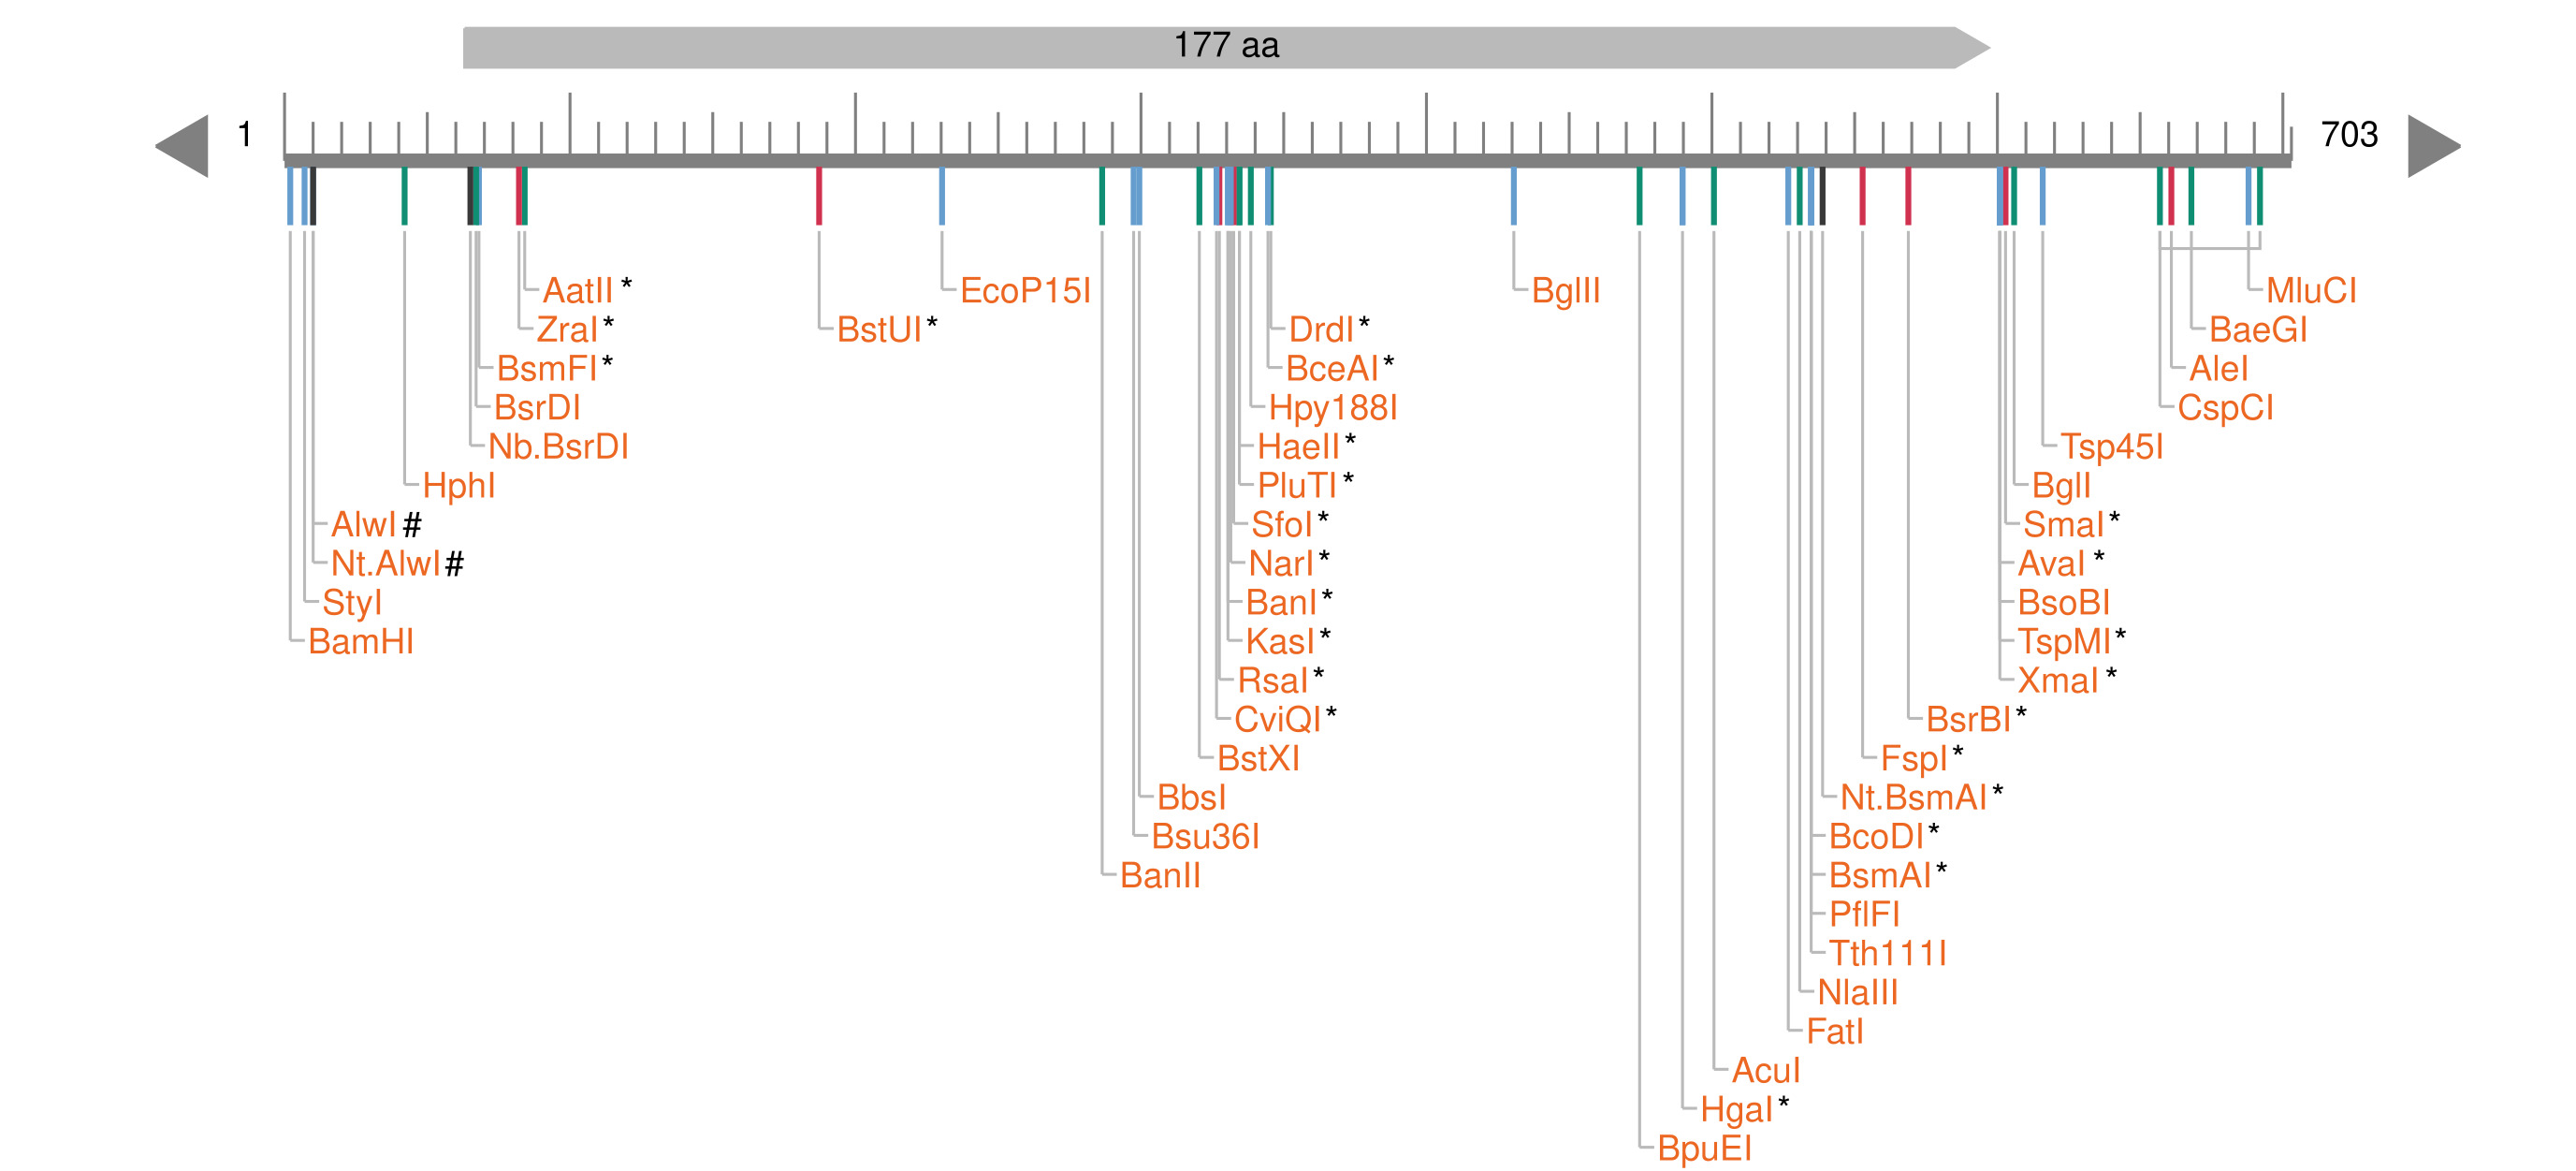 177 aa
1
703
AatII *
EcoP15I
BglII
MluCI
ZraI *
BstUI *
DrdI *
BaeGI
BsmFI *
BceAI *
AleI
BsrDI
Hpy188I
CspCI
Nb.BsrDI
HaeII *
Tsp45I
HphI
PluTI *
BglI
AlwI #
SfoI *
SmaI *
Nt.AlwI #
NarI *
AvaI *
StyI
BanI *
BsoBI
BamHI
KasI *
TspMI *
RsaI *
XmaI *
CviQI *
BsrBI *
BstXI
FspI *
BbsI
Nt.BsmAI *
Bsu36I
BcoDI *
BanII
BsmAI *
PflFI
Tth111I
NlaIII
FatI
AcuI
HgaI *
BpuEI